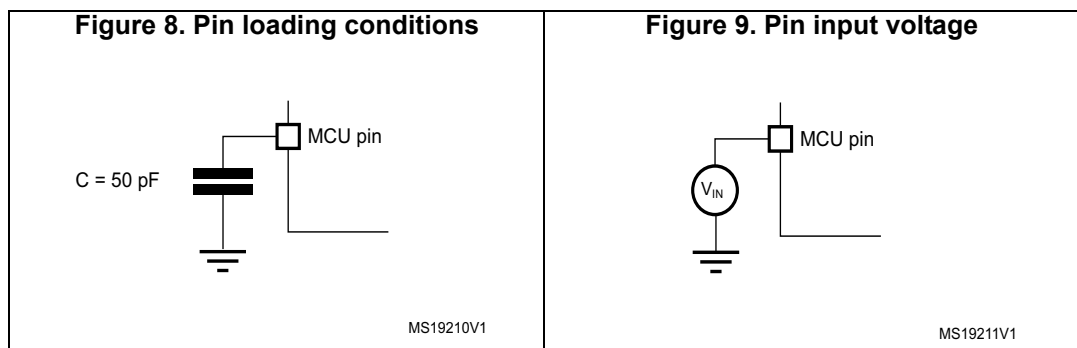 Figure 8. Pin loading conditions
MCU pin
C = 50 pF
MS19210V1
Figure 9. Pin input voltage
MCU pin
VIN
MS19211V1